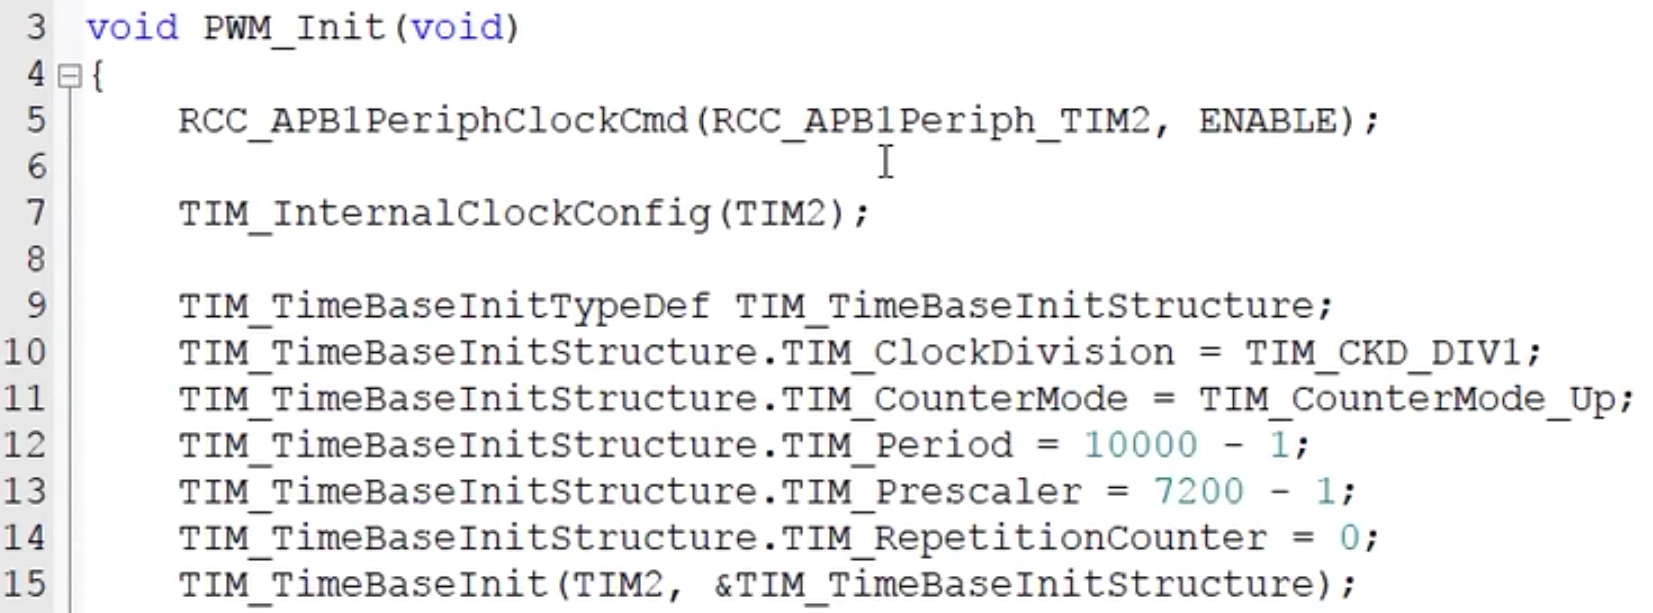 3 void PWM_Init(void)
4 {
5 RCC_APB1PeriphClockCmd(RCC_APB1Periph_TIM2, ENABLE);
6
7 TIM_InternalClockConfig(TIM2);
8
9 TIM_TimeBaseInitTypeDef TIM_TimeBaseInitStructure;
10 TIM_TimeBaseInitStructure.TIM_ClockDivision = TIM_CKD_DIV1;
11 TIM_TimeBaseInitStructure.TIM_CounterMode = TIM_CounterMode_Up;
12 TIM_TimeBaseInitStructure.TIM_Period = 10000 - 1;
13 TIM_TimeBaseInitStructure.TIM_Prescaler = 7200 - 1;
14 TIM_TimeBaseInitStructure.TIM_RepetitionCounter = 0;
15 TIM_TimeBaseInit(TIM2, &TIM_TimeBaseInitStructure);